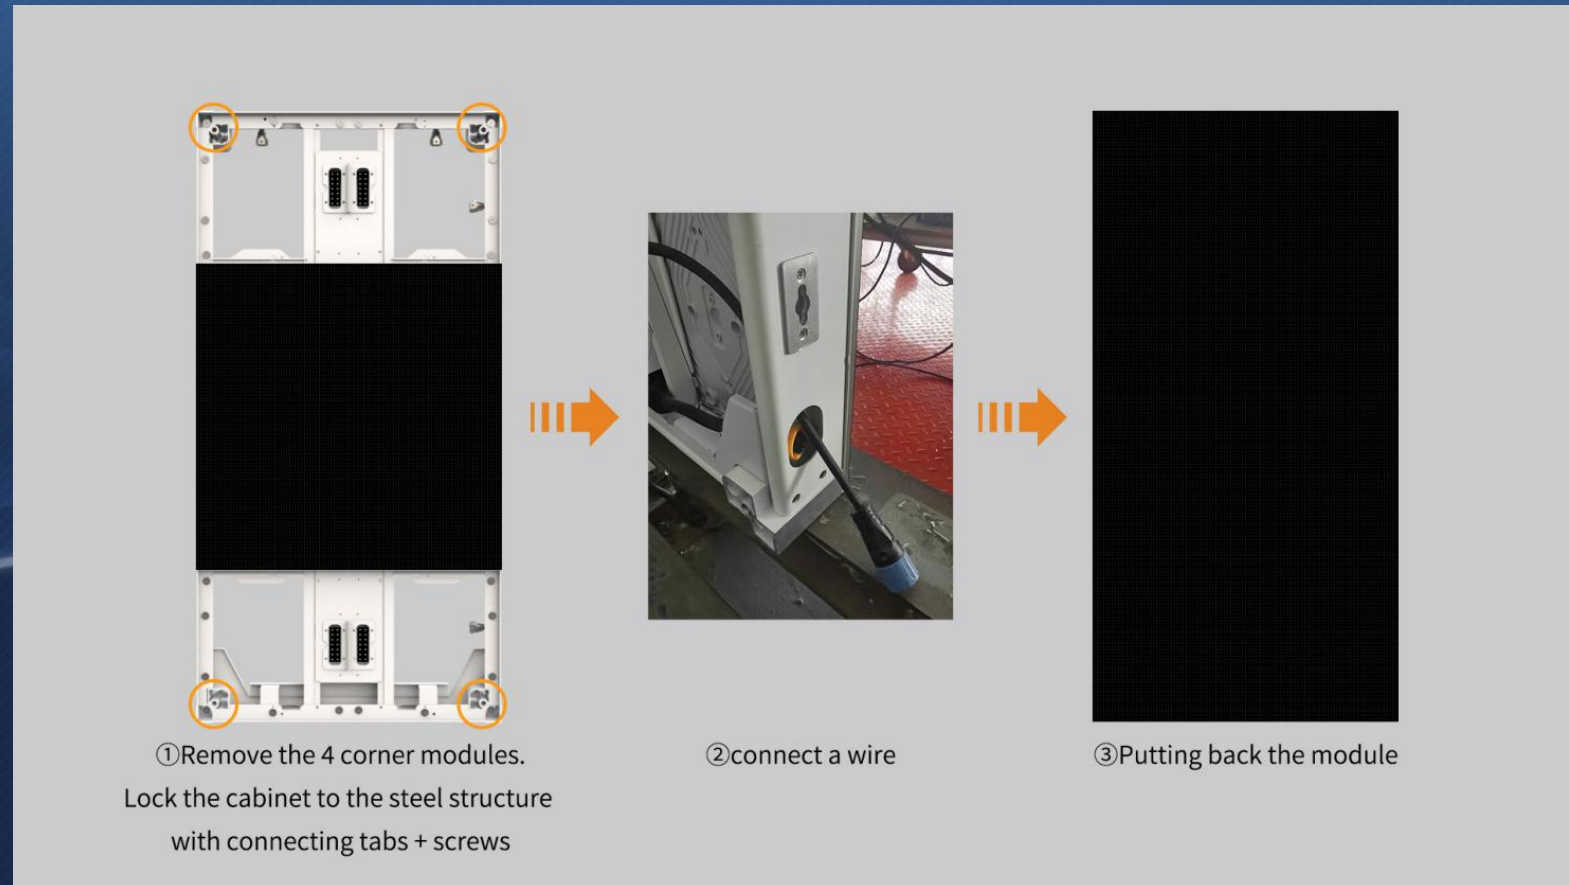 ①Remove the 4 corner modules.
Lock the cabinet to the steel structure
with connecting tabs + screws
②connect a wire
③Putting back the module